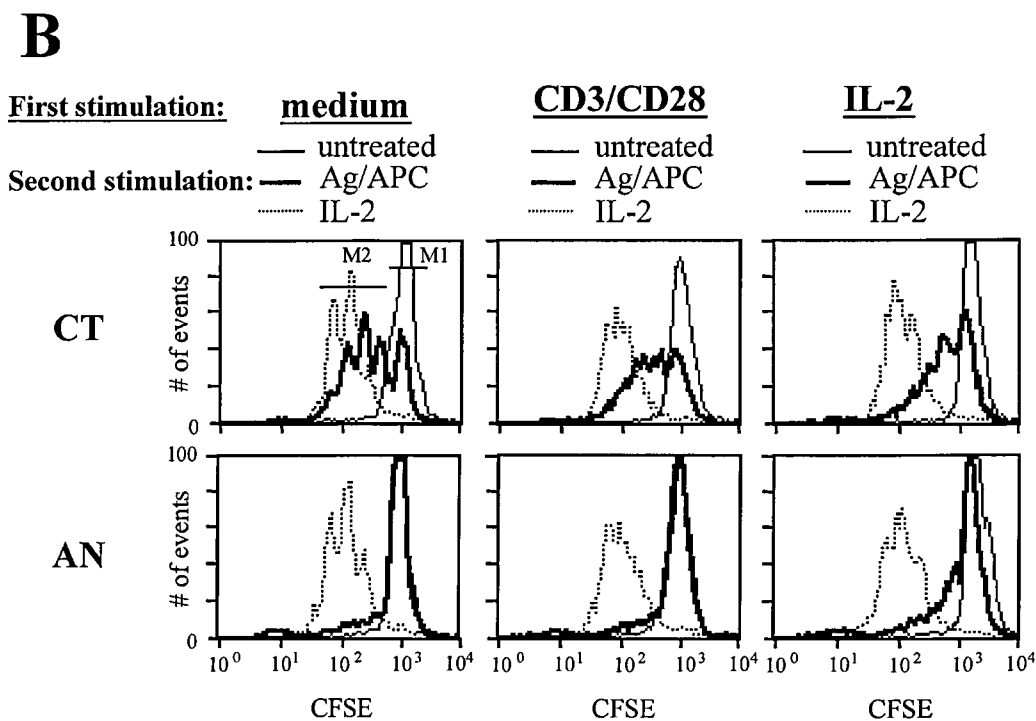 B
First stimulation: medium CD3/CD28 IL-2
untreated untreated untreated
Second stimulation: Ag/APC Ag/APC Ag/APC
IL-2 IL-2 IL-2
100
M2 M1
CT
# of events
0
100
AN
# of events
0
10^0 10^1 10^2 10^3 10^4 10^0 10^1 10^2 10^3 10^4 10^0 10^1 10^2 10^3 10^4
CFSE CFSE CFSE